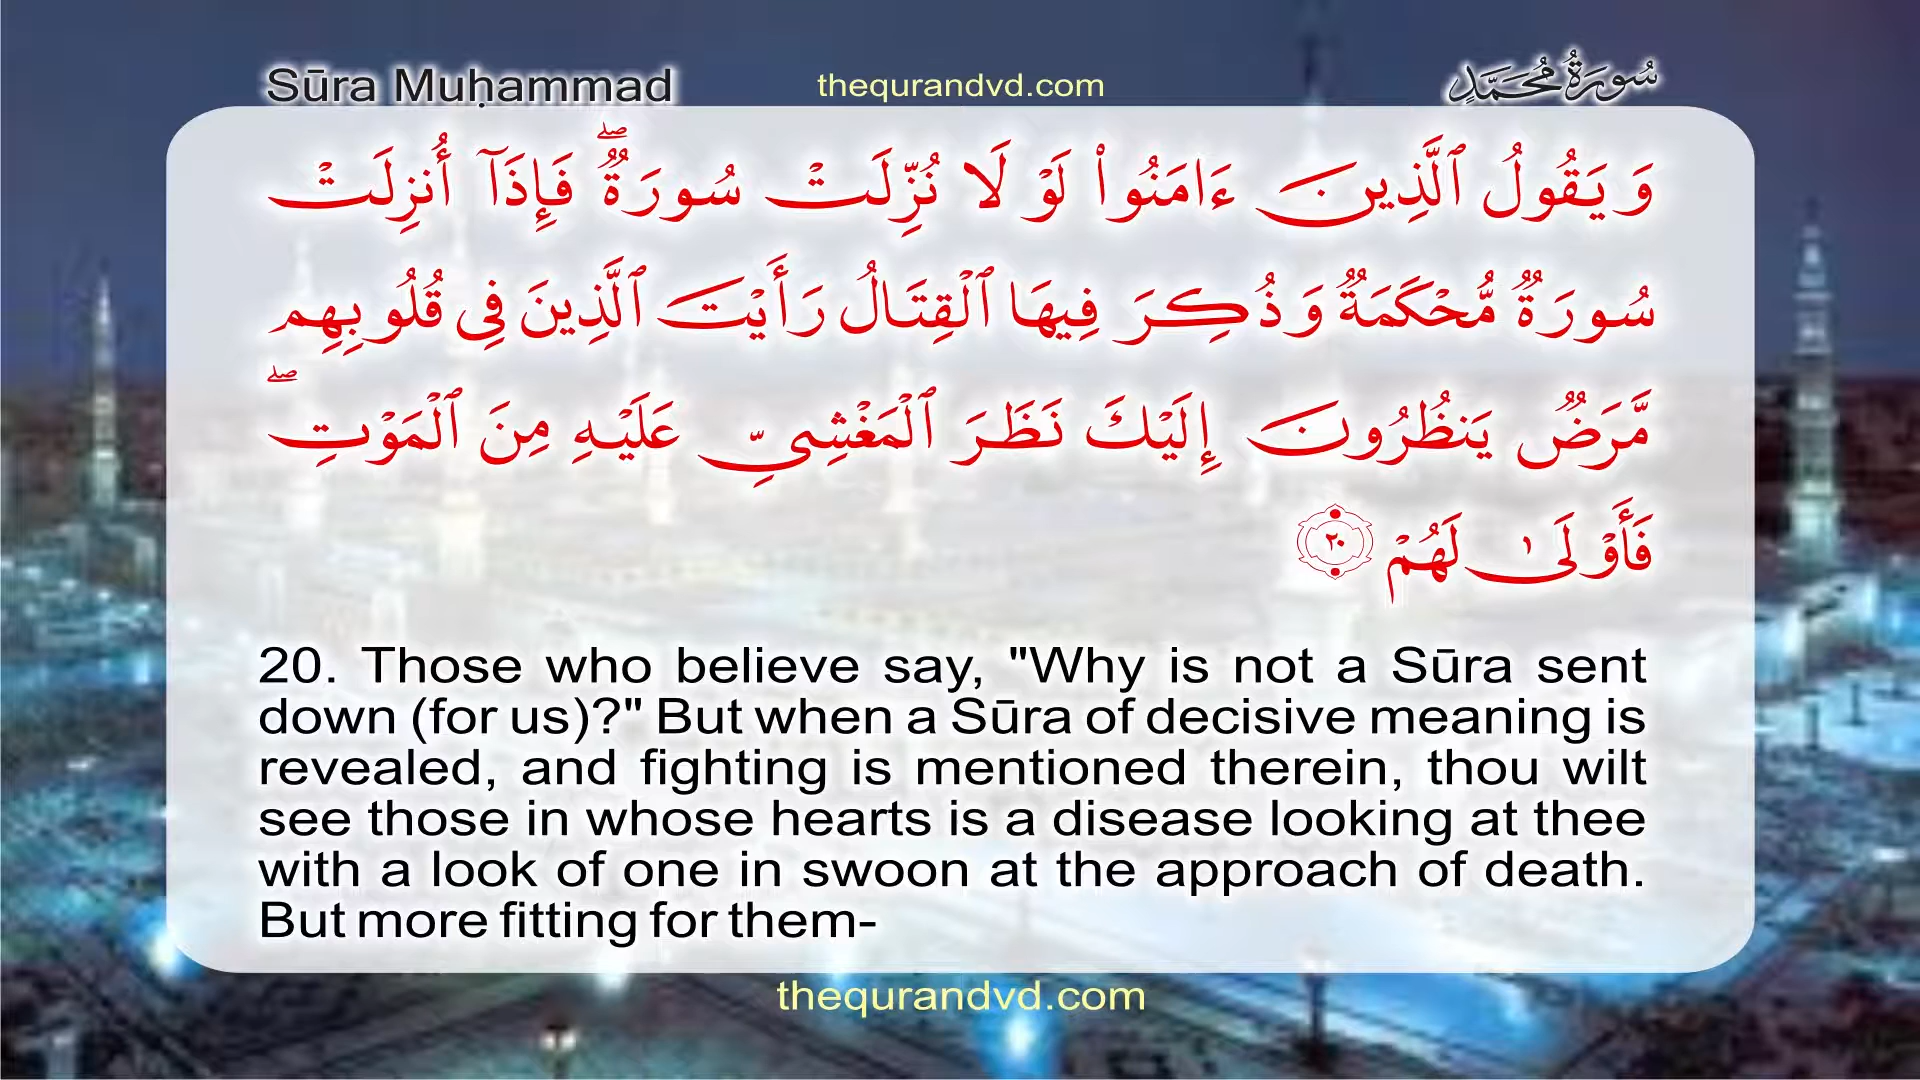 Sūra Muḥammad
thequrandvd.com
سُورَةُ مُحَمَّدٍ
وَيَقُولُ ٱلَّذِينَ ءَامَنُوا۟ لَوْلَا نُزِّلَتْ سُورَةٌ ۖ فَإِذَآ أُنزِلَتْ
سُورَةٌ مُّحْكَمَةٌ وَذُكِرَ فِيهَا ٱلْقِتَالُ رَأَيْتَ ٱلَّذِينَ فِى قُلُوبِهِم
مَّرَضٌ يَنظُرُونَ إِلَيْكَ نَظَرَ ٱلْمَغْشِىِّ عَلَيْهِ مِنَ ٱلْمَوْتِ ۖ
فَأَوْلَىٰ لَهُمْ ٢٠
20. Those who believe say, "Why is not a Sūra sent
down (for us)?" But when a Sūra of decisive meaning is
revealed, and fighting is mentioned therein, thou wilt
see those in whose hearts is a disease looking at thee
with a look of one in swoon at the approach of death.
But more fitting for them-
thequrandvd.com